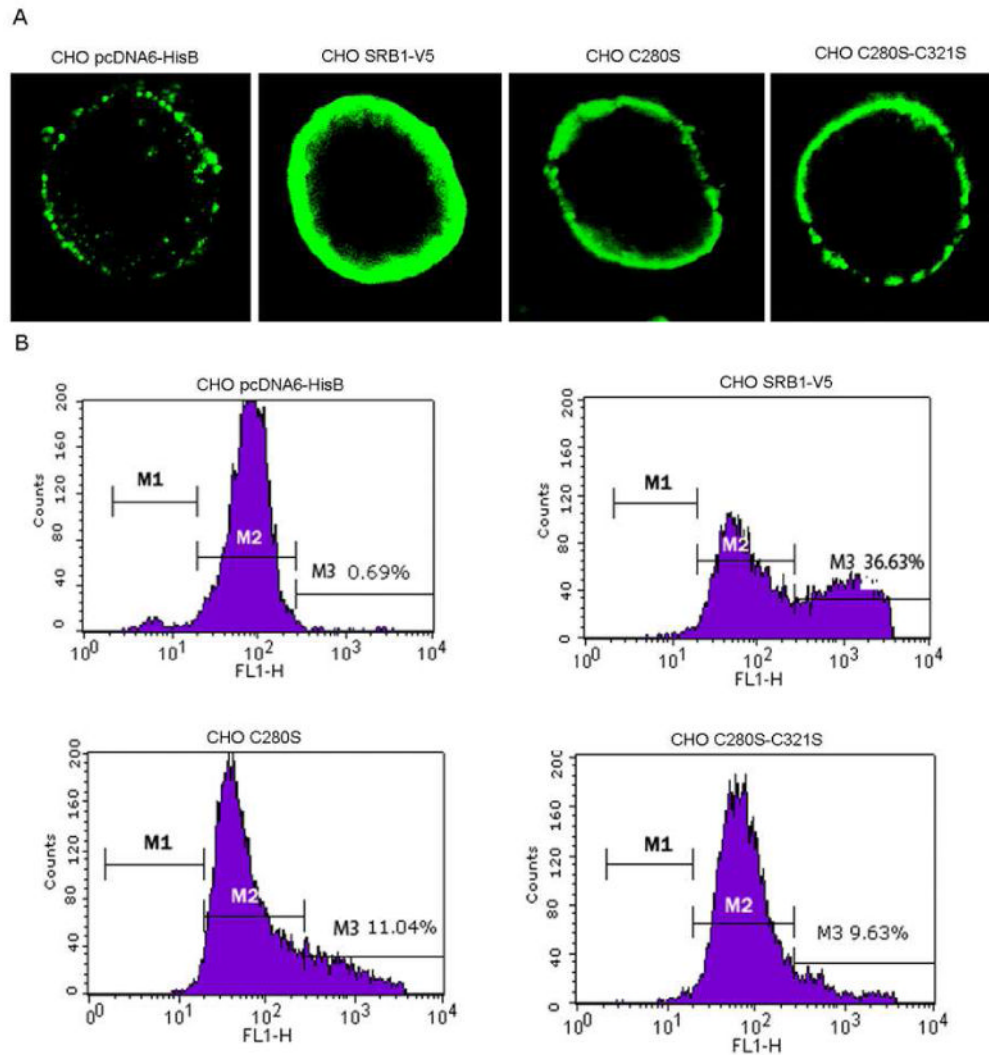 A
CHO pcDNA6-HisB CHO SRB1-V5 CHO C280S CHO C280S-C321S
B
CHO pcDNA6-HisB
200
160
120
80
40
0
Counts
M1
M2
M3 0.69%
10⁰ 10¹ 10² 10³ 10⁴
FL1-H
CHO SRB1-V5
200
160
120
80
40
0
Counts
M1
M2
M3 36.63%
10⁰ 10¹ 10² 10³ 10⁴
FL1-H
CHO C280S
200
160
120
80
40
0
Counts
M1
M2
M3 11.04%
10⁰ 10¹ 10² 10³ 10⁴
FL1-H
CHO C280S-C321S
200
160
120
80
40
0
Counts
M1
M2
M3 9.63%
10⁰ 10¹ 10² 10³ 10⁴
FL1-H